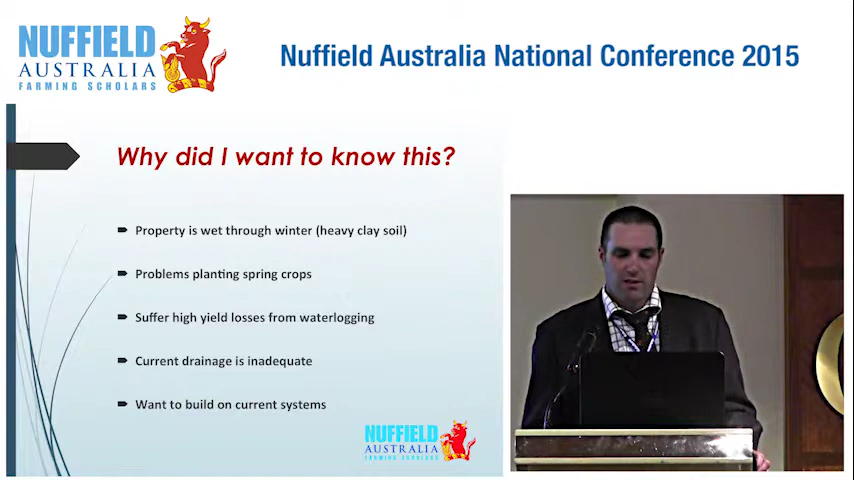 NUFFIELD
AUSTRALIA
FARMING SCHOLARS
Nuffield Australia National Conference 2015
Why did I want to know this?
Property is wet through winter (heavy clay soil)
Problems planting spring crops
Suffer high yield losses from waterlogging
Current drainage is inadequate
Want to build on current systems
NUFFIELD
AUSTRALIA
FARMING SCHOLARS